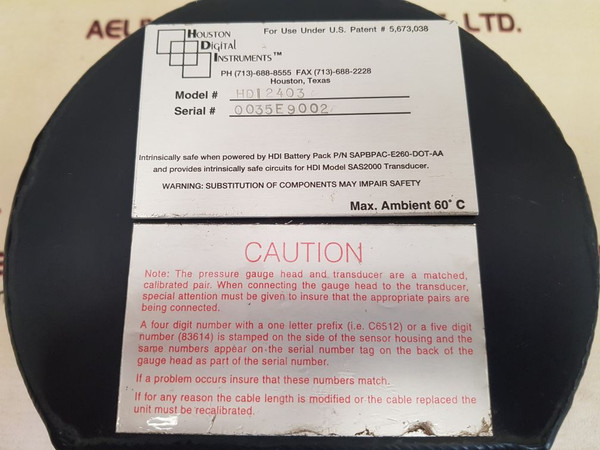 AEL
LTD.
For Use Under U.S. Patent # 5,673,038
HOUSTON
DIGITAL
INSTRUMENTS™
PH (713)-688-8555 FAX (713)-688-2228
Houston, Texas
Model # HDI2403
Serial # 0035E9002
Intrinsically safe when powered by HDI Battery Pack P/N SAPBPAC-E260-DOT-AA
and provides intrinsically safe circuits for HDI Model SAS2000 Transducer.
WARNING: SUBSTITUTION OF COMPONENTS MAY IMPAIR SAFETY
Max. Ambient 60° C
CAUTION
Note: The pressure gauge head and transducer are a matched,
calibrated pair. When connecting the gauge head to the transducer,
special attention must be given to insure that the appropriate pairs are
being connected.
A four digit number with a one letter prefix (i.e. C6512) or a five digit
number (83614) is stamped on the side of the sensor housing and the
same numbers appear on the serial number tag on the back of the
gauge head as part of the serial number.
If a problem occurs insure that these numbers match.
If for any reason the cable length is modified or the cable replaced the
unit must be recalibrated.